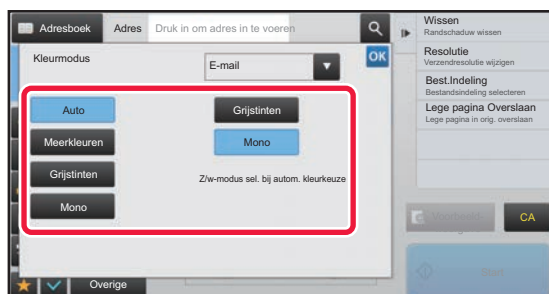 Adresboek Adres Druk in om adres in te voeren
Kleurmodus
E-mail
OK
Auto
Meerkleuren
Grijstinten
Mono
Grijstinten
Mono
Z/w-modus sel. bij autom. kleurkeuze
Overige
Wissen
Randschaduw wissen
Resolutie
Verzendresolutie wijzigen
Best.Indeling
Bestandsindeling selecteren
Lege pagina Overslaan
Lege pagina in orig. overslaan
CA
Start